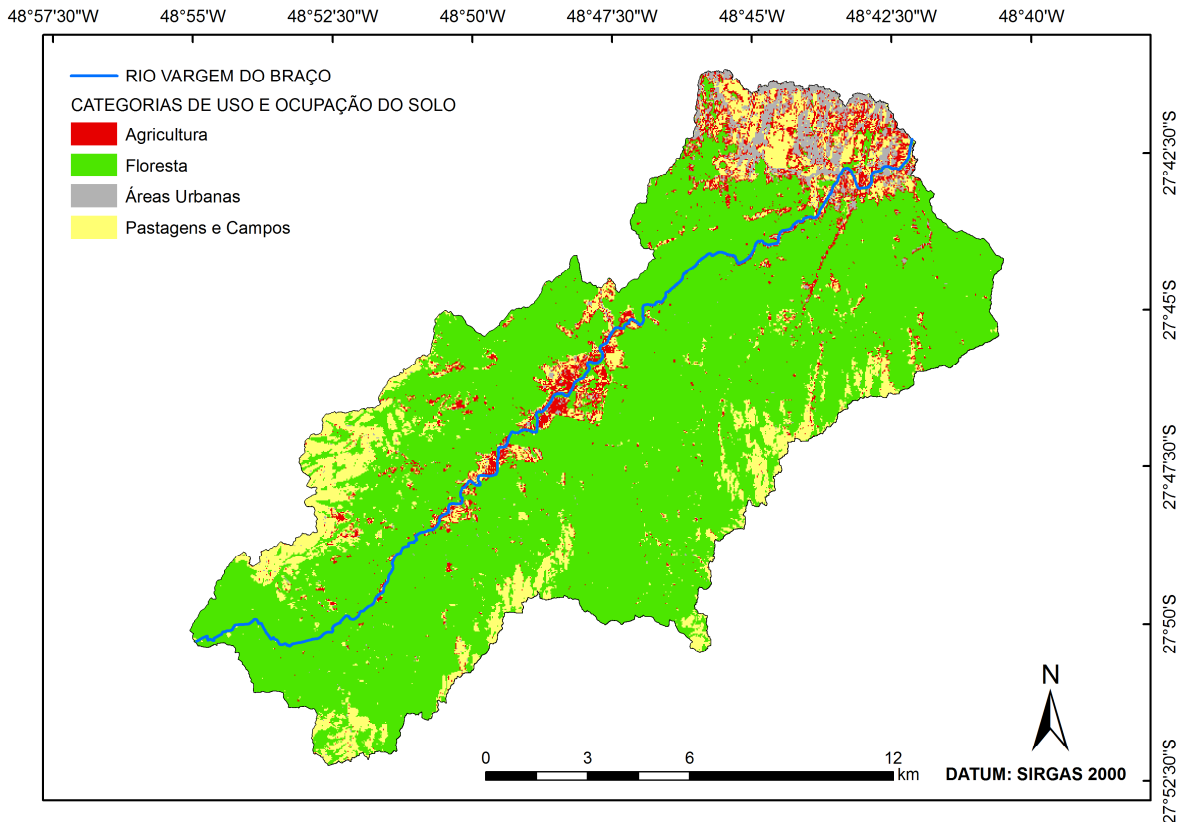 48°57'30"W 48°55'W 48°52'30"W 48°50'W 48°47'30"W 48°45'W 48°42'30"W 48°40'W
RIO VARGEM DO BRAÇO
CATEGORIAS DE USO E OCUPAÇÃO DO SOLO
Agricultura
Floresta
Áreas Urbanas
Pastagens e Campos
27°42'30"S
27°45'S
27°47'30"S
27°50'S
27°52'30"S
N
0 3 6 12
km
DATUM: SIRGAS 2000